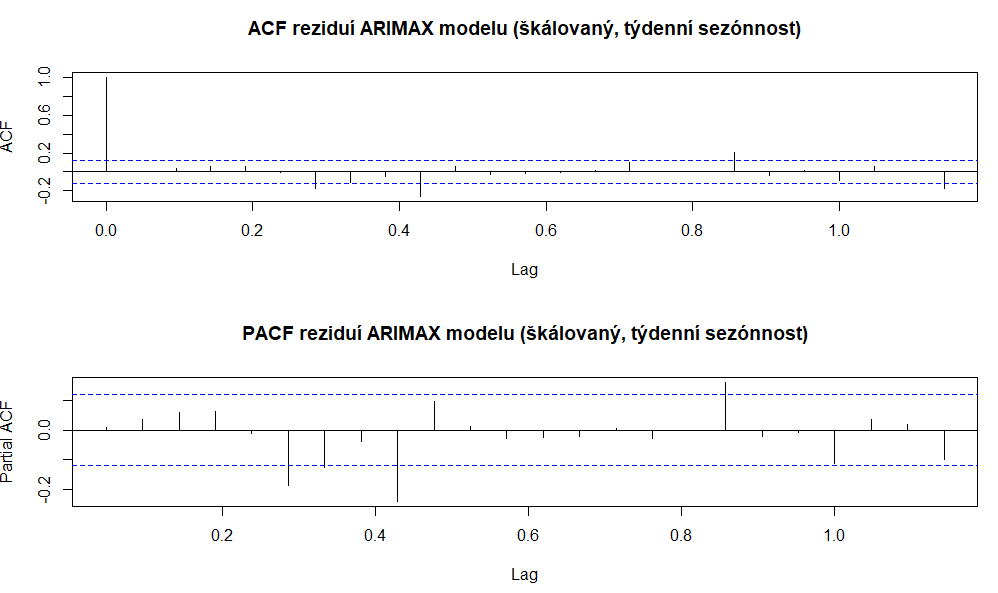 ACF reziduí ARIMAX modelu (škálovaný, týdenní sezónnost)
ACF
1.0
0.6
0.2
-0.2
0.0 0.2 0.4 0.6 0.8 1.0
Lag
PACF reziduí ARIMAX modelu (škálovaný, týdenní sezónnost)
Partial ACF
0.0
-0.2
0.2 0.4 0.6 0.8 1.0
Lag